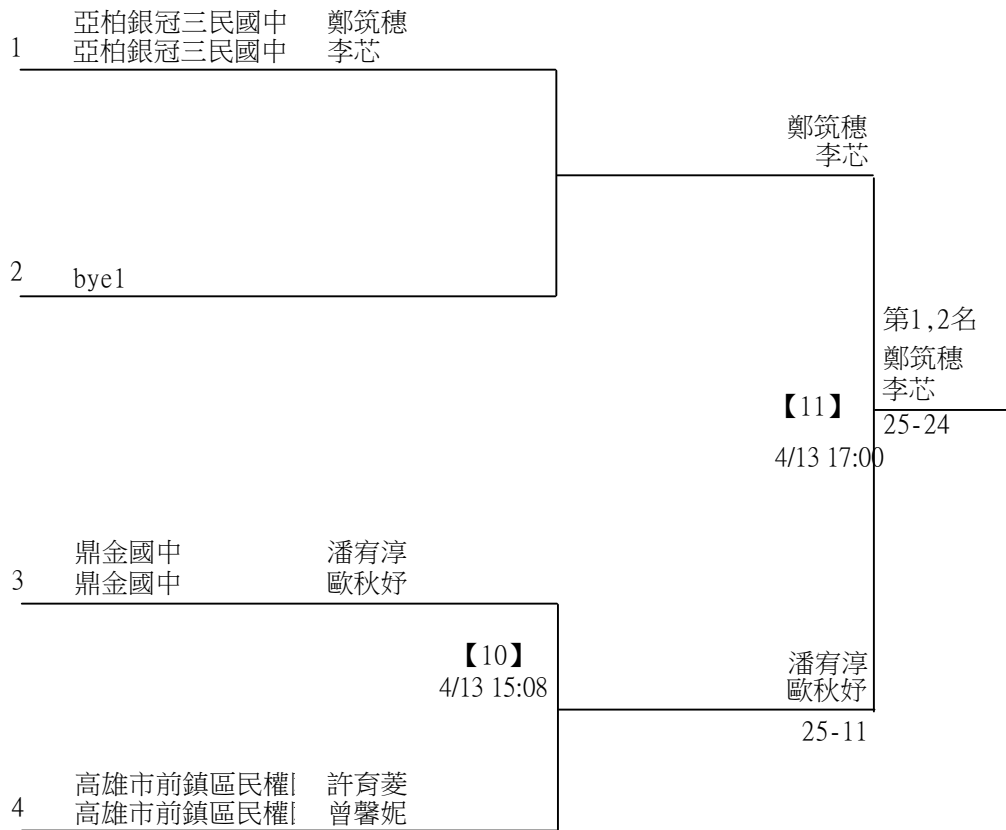 亞柏銀冠三民國中 鄭筑穗
1 亞柏銀冠三民國中 李芯
鄭筑穗
李芯
2 bye1
第1,2名
鄭筑穗
李芯
【11】
25-24
4/13 17:00
鼎金國中 潘宥淳
3 鼎金國中 歐秋妤
【10】
4/13 15:08
潘宥淳
歐秋妤
25-11
高雄市前鎮區民權 許育菱
4 高雄市前鎮區民權 曾馨妮